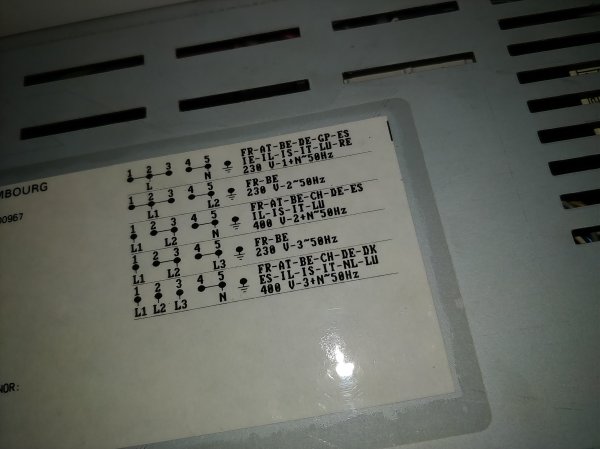 MBOURG
00967
NOR:
1 2 3 4 5
L N
FR-AT-BE-DE-GP-ES
IE-IL-IS-IT-LU-RE
230 V-1+N~50Hz
1 2 3 4 5
L1 L2
FR-BE
230 V-2~50Hz
1 2 3 4 5
L1 L2 N
FR-AT-BE-CH-DE-ES
IL-IS-IT-LU
400 V-2+N~50Hz
1 2 3 4 5
L1 L2 L3
FR-BE
230 V-3~50Hz
1 2 3 4 5
L1 L2 L3 N
FR-AT-BE-CH-DE-DK
ES-IL-IS-IT-NL-LU
400 V-3+N~50Hz